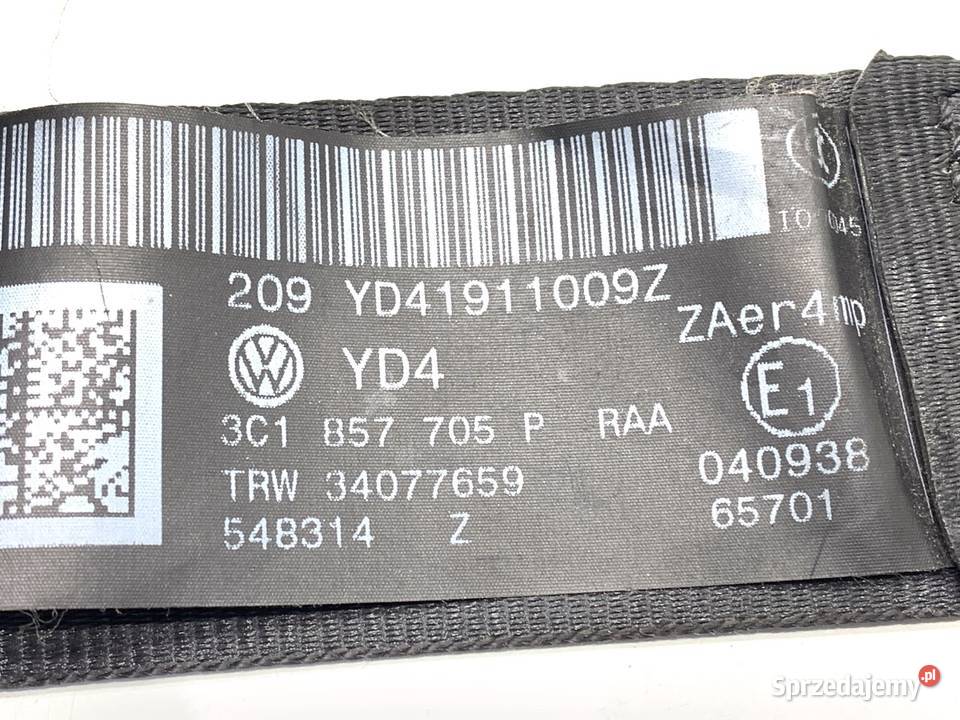 209 YD41911009Z
ZAer4mp
YD4
E1
3C1 857 705 P RAA
040938
TRW 34077659
65701
548314 Z
Sprzedajemy.pl